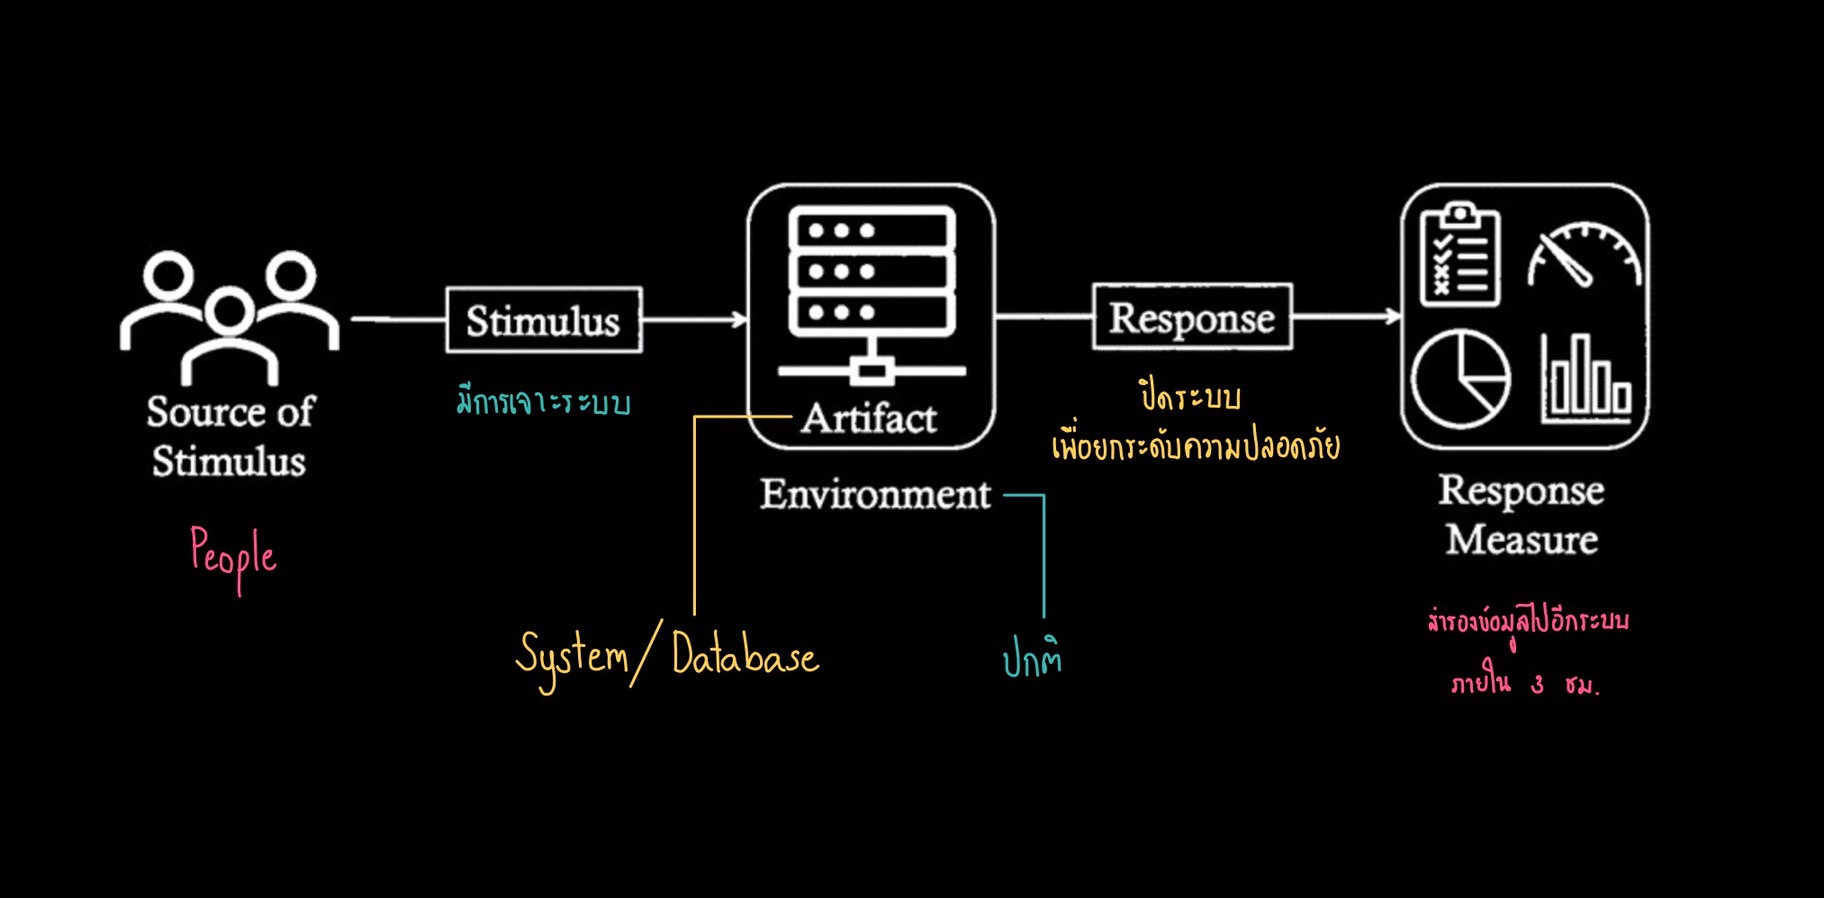 Source of
Stimulus
People
Stimulus
มีการเจาะระบบ
Artifact
Environment
System/Database
ปกติ
Response
ปิดระบบ
เพื่อยกระดับความปลอดภัย
Response
Measure
สำรองข้อมูลไปอีกระบบ
ภายใน 3 ชม.